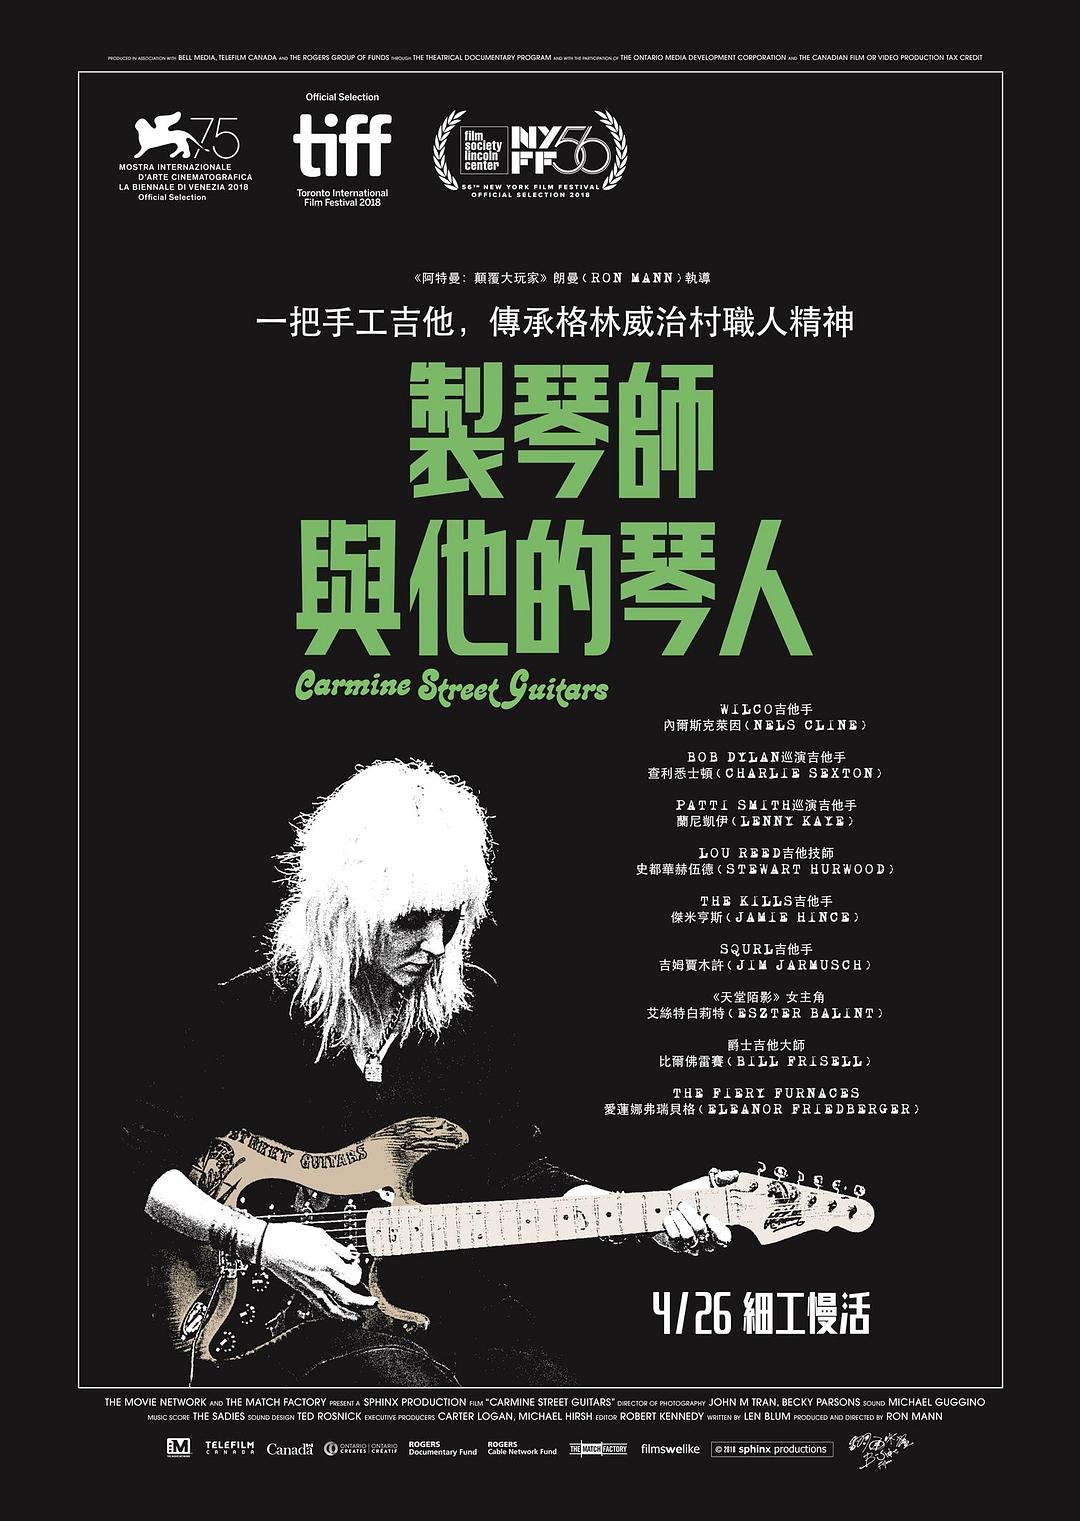 PRODUCED IN ASSOCIATION WITH BELL MEDIA, TELEFILM CANADA AND THE ROGERS GROUP OF FUNDS THROUGH THE THEATRICAL DOCUMENTARY PROGRAM AND WITH THE PARTICIPATION OF THE ONTARIO MEDIA DEVELOPMENT CORPORATION AND THE CANADIAN FILM OR VIDEO PRODUCTION TAX CREDIT
75
MOSTRA INTERNAZIONALE
D'ARTE CINEMATOGRAFICA
LA BIENNALE DI VENEZIA 2018
Official Selection
Official Selection
tiff
Toronto International
Film Festival 2018
film
society
lincoln
center
NY
FF
56
56TH NEW YORK FILM FESTIVAL
OFFICIAL SELECTION 2018
《阿特曼：顛覆大玩家》朗曼（RON MANN）執導
一把手工吉他，傳承格林威治村職人精神
製琴師
與他的琴人
Carmine Street Guitars
WILCO吉他手
內爾斯克萊因（NELS CLINE）
BOB DYLAN巡演吉他手
查利悉士頓（CHARLIE SEXTON）
PATTI SMITH巡演吉他手
蘭尼凱伊（LENNY KAYE）
LOU REED吉他技師
史都華赫伍德（STEWART HURWOOD）
THE KILLS吉他手
傑米亨斯（JAMIE HINCE）
SQURL吉他手
吉姆賈木許（JIM JARMUSCH）
《天堂陌影》女主角
艾絲特白莉特（ESZTER BALINT）
爵士吉他大師
比爾佛雷賽（BILL FRISELL）
THE FIERY FURNACES
愛蓮娜弗瑞貝格（ELEANOR FRIEDBERGER）
STREET GUITARS
4/26 細工慢活
THE MOVIE NETWORK AND THE MATCH FACTORY PRESENT A SPHINX PRODUCTION FILM "CARMINE STREET GUITARS" DIRECTOR OF PHOTOGRAPHY JOHN M TRAN, BECKY PARSONS SOUND MICHAEL GUGGINO
MUSIC SCORE THE SADIES SOUND DESIGN TED ROSNICK EXECUTIVE PRODUCERS CARTER LOGAN, MICHAEL HIRSH EDITOR ROBERT KENNEDY WRITTEN BY LEN BLUM PRODUCED AND DIRECTED BY RON MANN
M
THE MOVIE NETWORK
TELEFILM
CANADA
Canada
ONTARIO CREATES
ONTARIO CRÉATIF
ROGERS
Documentary Fund
ROGERS
Cable Network Fund
THE MATCH FACTORY
filmswelike
© 2018 sphinx productions